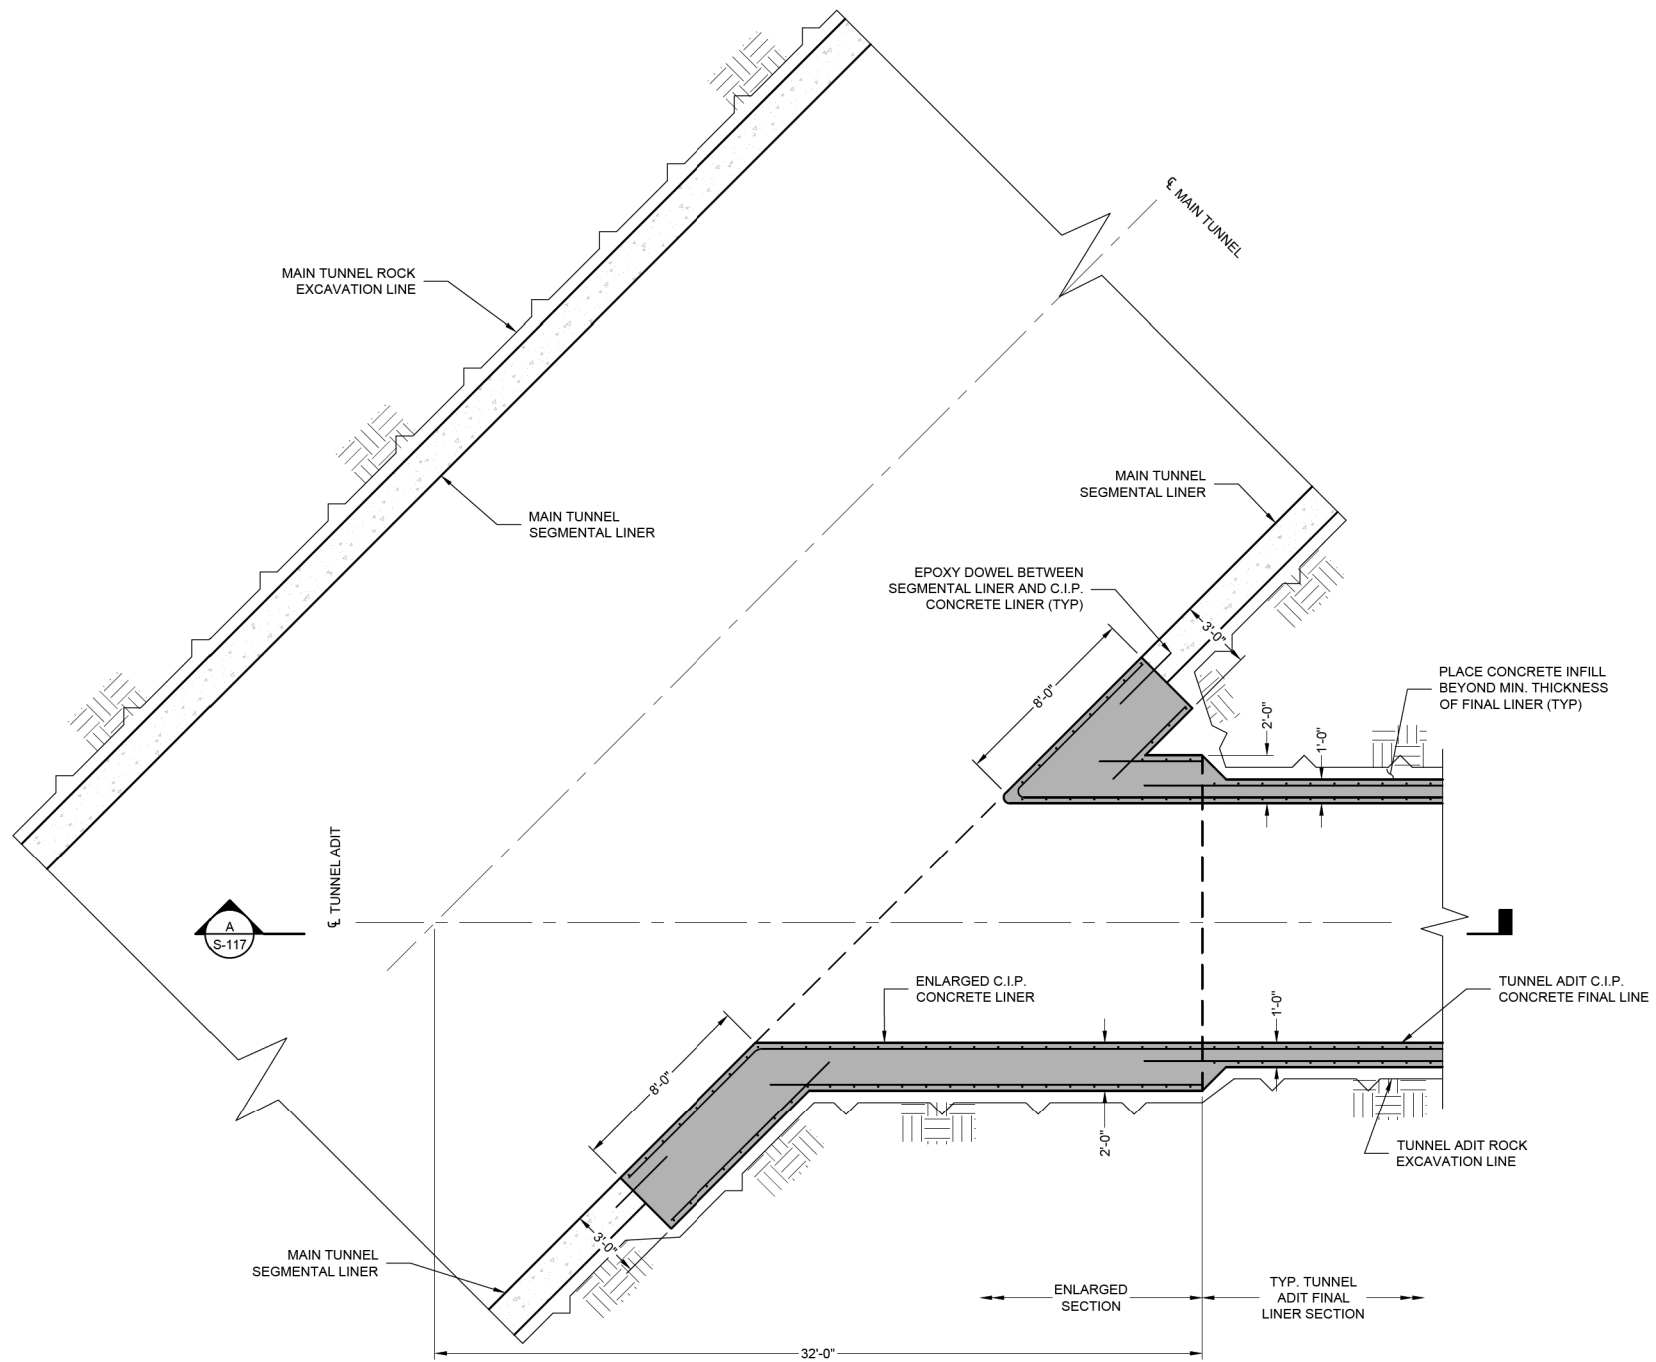 ℄ MAIN TUNNEL
MAIN TUNNEL ROCK
EXCAVATION LINE
MAIN TUNNEL
SEGMENTAL LINER
MAIN TUNNEL
SEGMENTAL LINER
EPOXY DOWEL BETWEEN
SEGMENTAL LINER AND C.I.P.
CONCRETE LINER (TYP)
3'-0"
8'-0"
PLACE CONCRETE INFILL
BEYOND MIN. THICKNESS
OF FINAL LINER (TYP)
2'-0"
1'-0"
℄ TUNNEL ADIT
A
S-117
ENLARGED C.I.P.
CONCRETE LINER
TUNNEL ADIT C.I.P.
CONCRETE FINAL LINE
1'-0"
8'-0"
2'-0"
TUNNEL ADIT ROCK
EXCAVATION LINE
3'-0"
MAIN TUNNEL
SEGMENTAL LINER
ENLARGED
SECTION
TYP. TUNNEL
ADIT FINAL
LINER SECTION
32'-0"